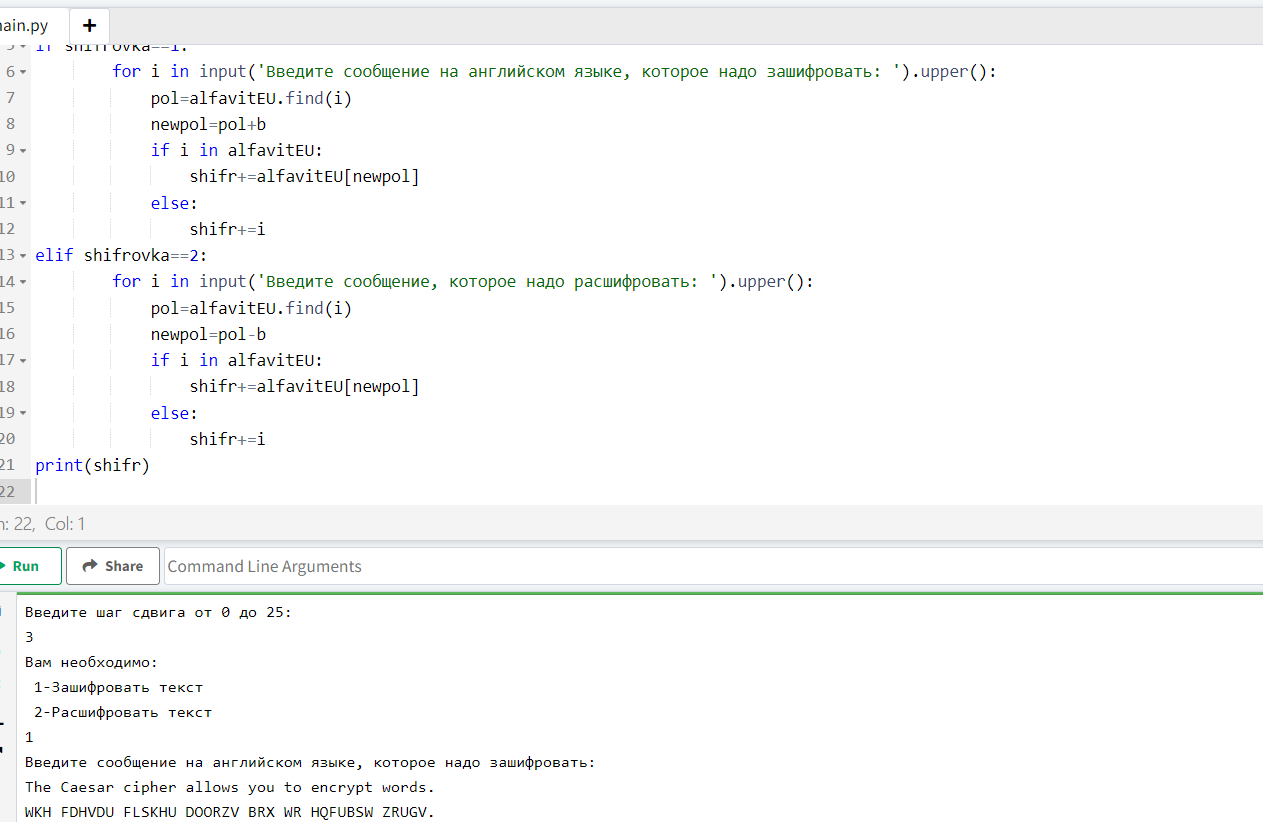 ain.py +
5 if shifrovka==1:
6 for i in input('Введите сообщение на английском языке, которое надо зашифровать: ').upper():
7 pol=alfavitEU.find(i)
8 newpol=pol+b
9 if i in alfavitEU:
10 shifr+=alfavitEU[newpol]
11 else:
12 shifr+=i
13 elif shifrovka==2:
14 for i in input('Введите сообщение, которое надо расшифровать: ').upper():
15 pol=alfavitEU.find(i)
16 newpol=pol-b
17 if i in alfavitEU:
18 shifr+=alfavitEU[newpol]
19 else:
20 shifr+=i
21 print(shifr)
22
n: 22, Col: 1
Run Share Command Line Arguments
Введите шаг сдвига от 0 до 25:
3
Вам необходимо:
1-Зашифровать текст
2-Расшифровать текст
1
Введите сообщение на английском языке, которое надо зашифровать:
The Caesar cipher allows you to encrypt words.
WKH FDHVDU FLSKHU DOORZV BRX WR HQFUBSW ZRUGV.